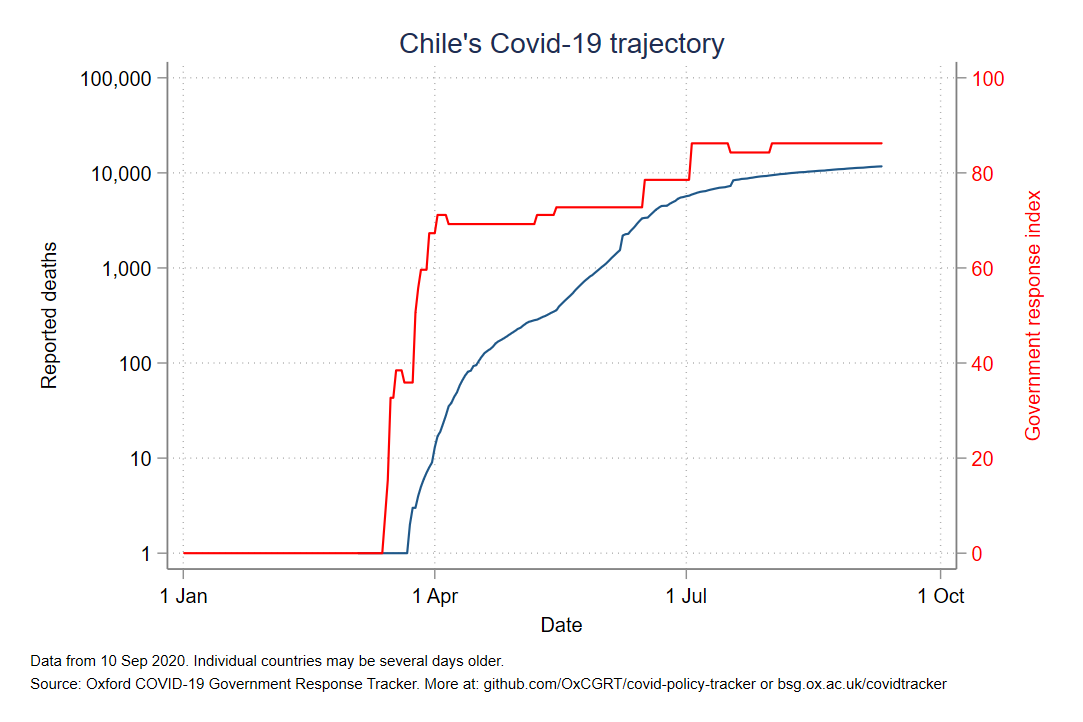 Chile's Covid-19 trajectory
100,000
10,000
1,000
100
10
1
Reported deaths
100
80
60
40
20
0
Government response index
1 Jan
1 Apr
1 Jul
1 Oct
Date
Data from 10 Sep 2020. Individual countries may be several days older.
Source: Oxford COVID-19 Government Response Tracker. More at: github.com/OxCGRT/covid-policy-tracker or bsg.ox.ac.uk/covidtracker